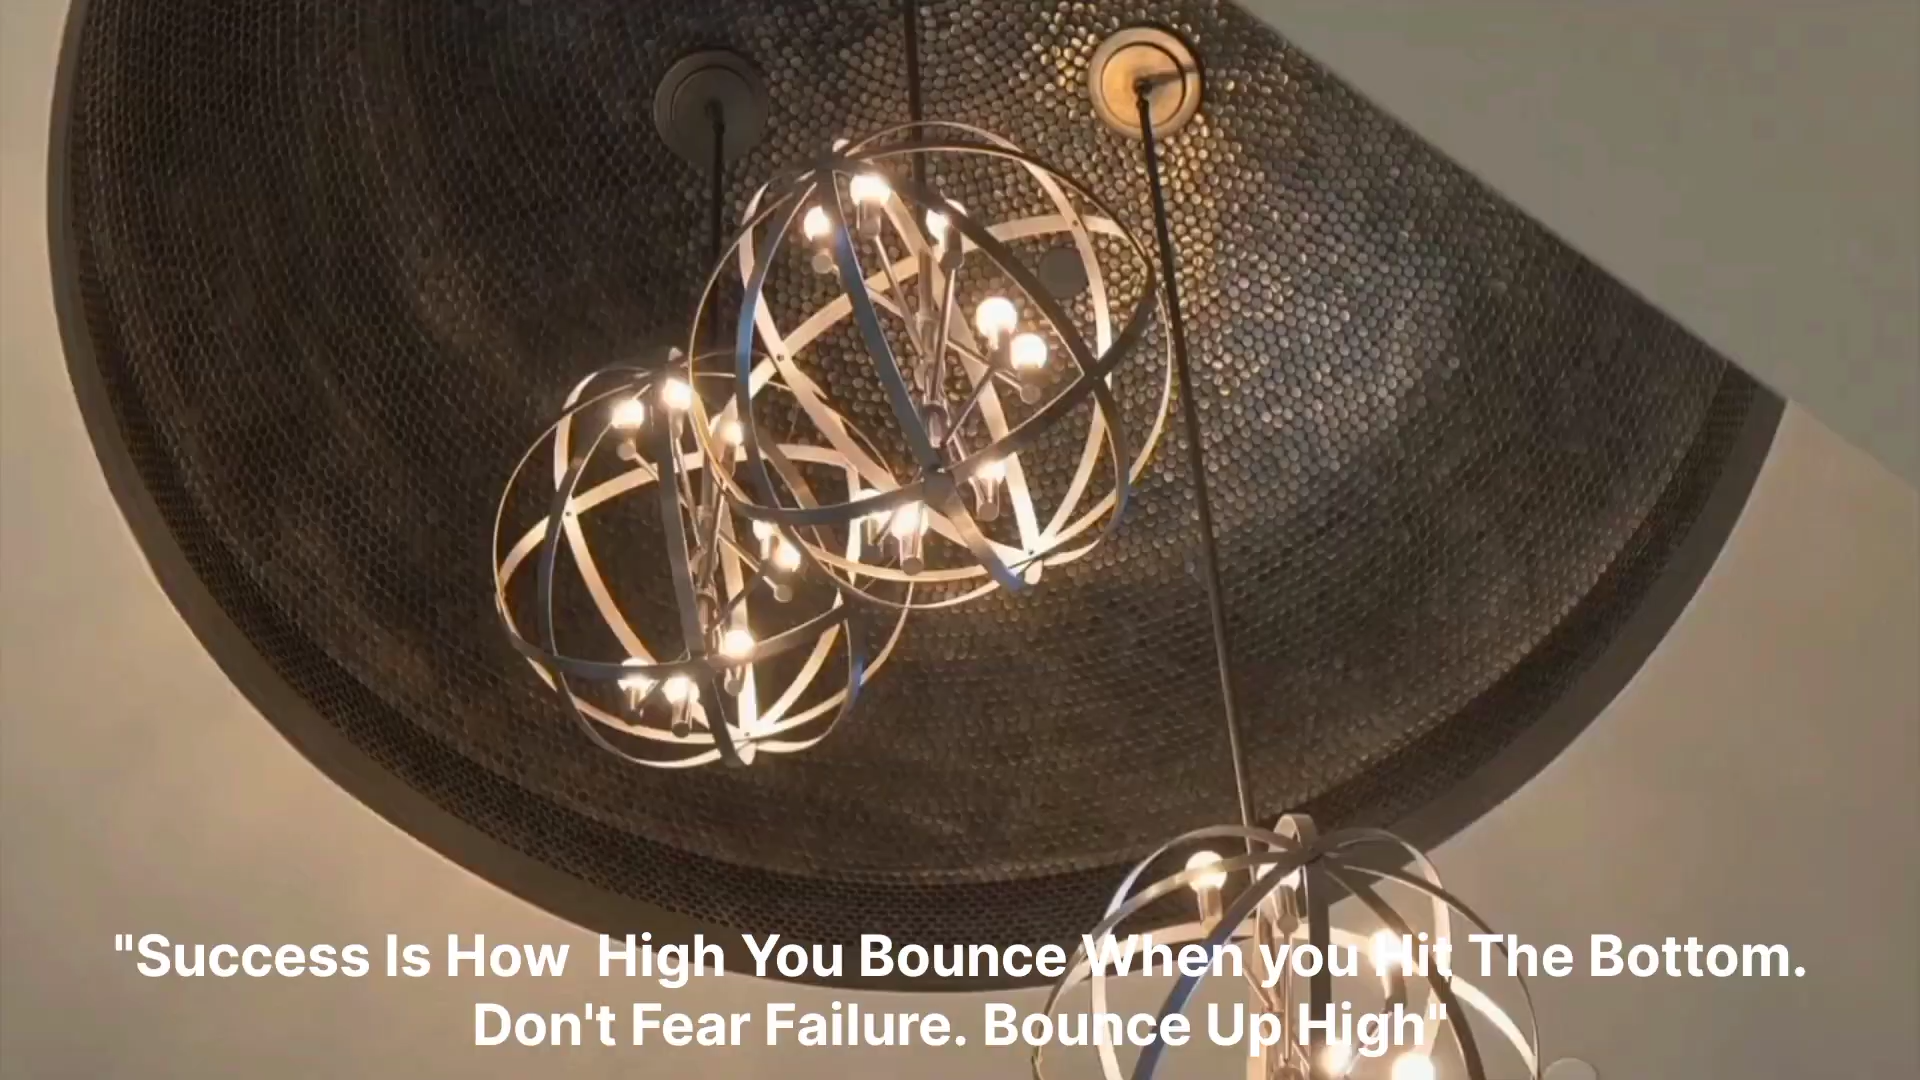 "Success Is How  High You Bounce When you Hit The Bottom.
Don't Fear Failure. Bounce Up High"